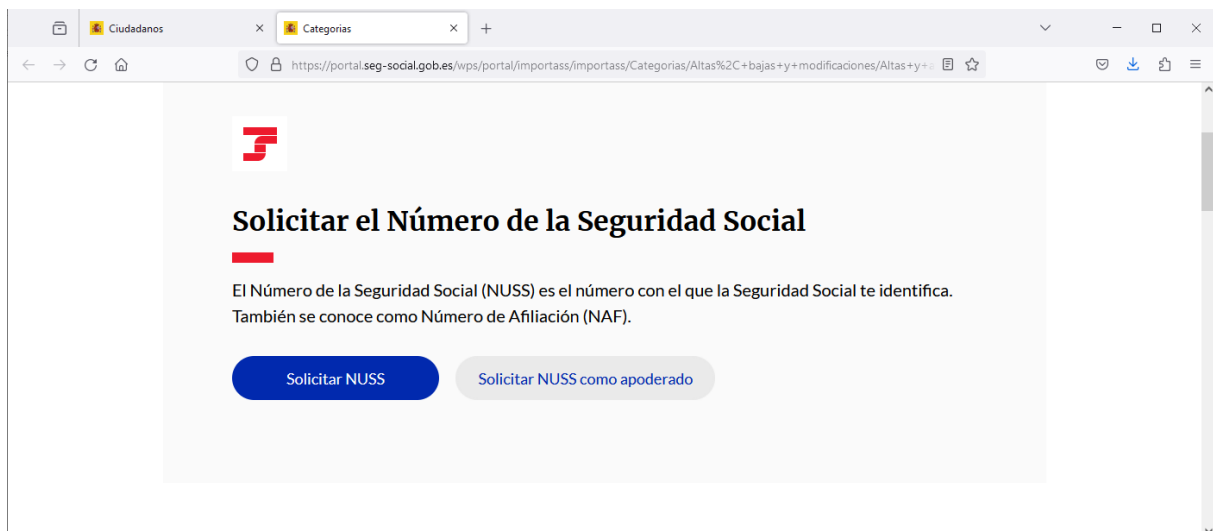 Ciudadanos
Categorias
https://portal.seg-social.gob.es/wps/portal/importass/importass/Categorias/Altas%2C+bajas+y+modificaciones/Altas+y+a
Solicitar el Número de la Seguridad Social
El Número de la Seguridad Social (NUSS) es el número con el que la Seguridad Social te identifica.
También se conoce como Número de Afiliación (NAF).
Solicitar NUSS
Solicitar NUSS como apoderado